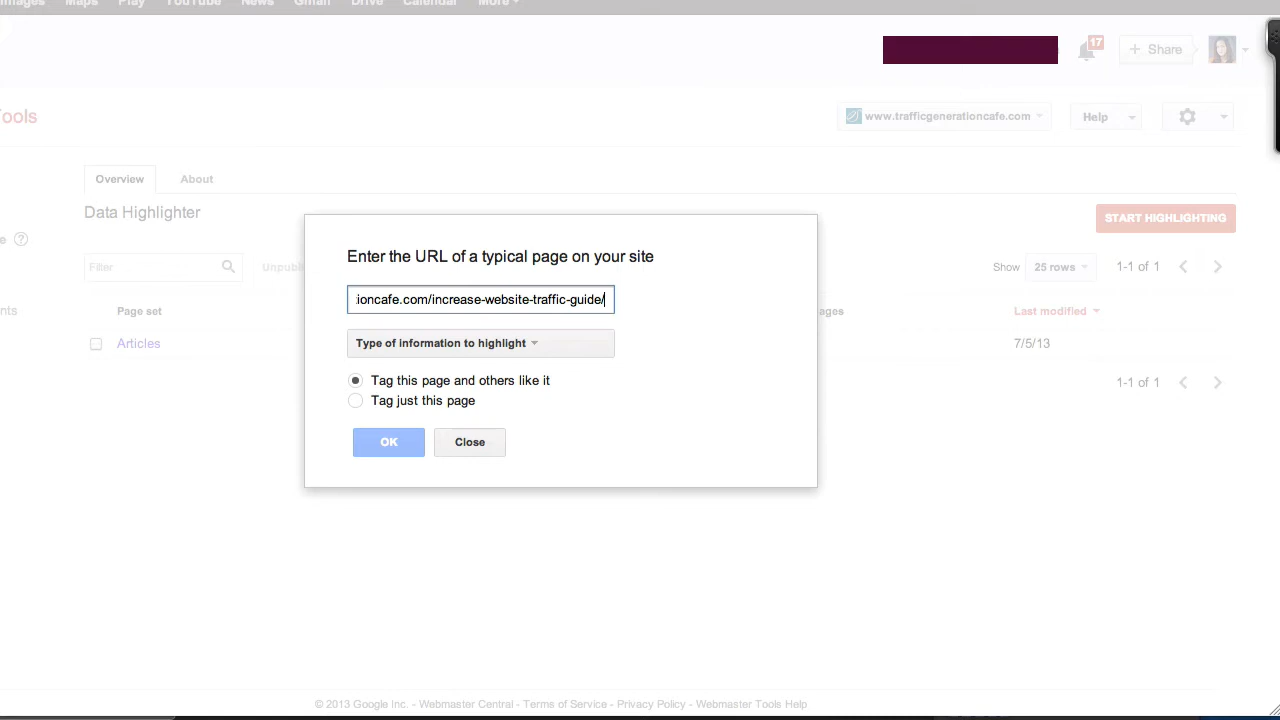 Images Maps Play YouTube News Gmail Drive Calendar More
17
+ Share
Tools
www.trafficgenerationcafe.com
Help
Overview About
Data Highlighter
START HIGHLIGHTING
Enter the URL of a typical page on your site
Filter
Show 25 rows 1-1 of 1
ioncafe.com/increase-website-traffic-guide/
Page set
Last modified
Type of information to highlight
Articles
7/5/13
Tag this page and others like it
1-1 of 1
Tag just this page
OK Close
© 2013 Google Inc. - Webmaster Central - Terms of Service - Privacy Policy - Webmaster Tools Help